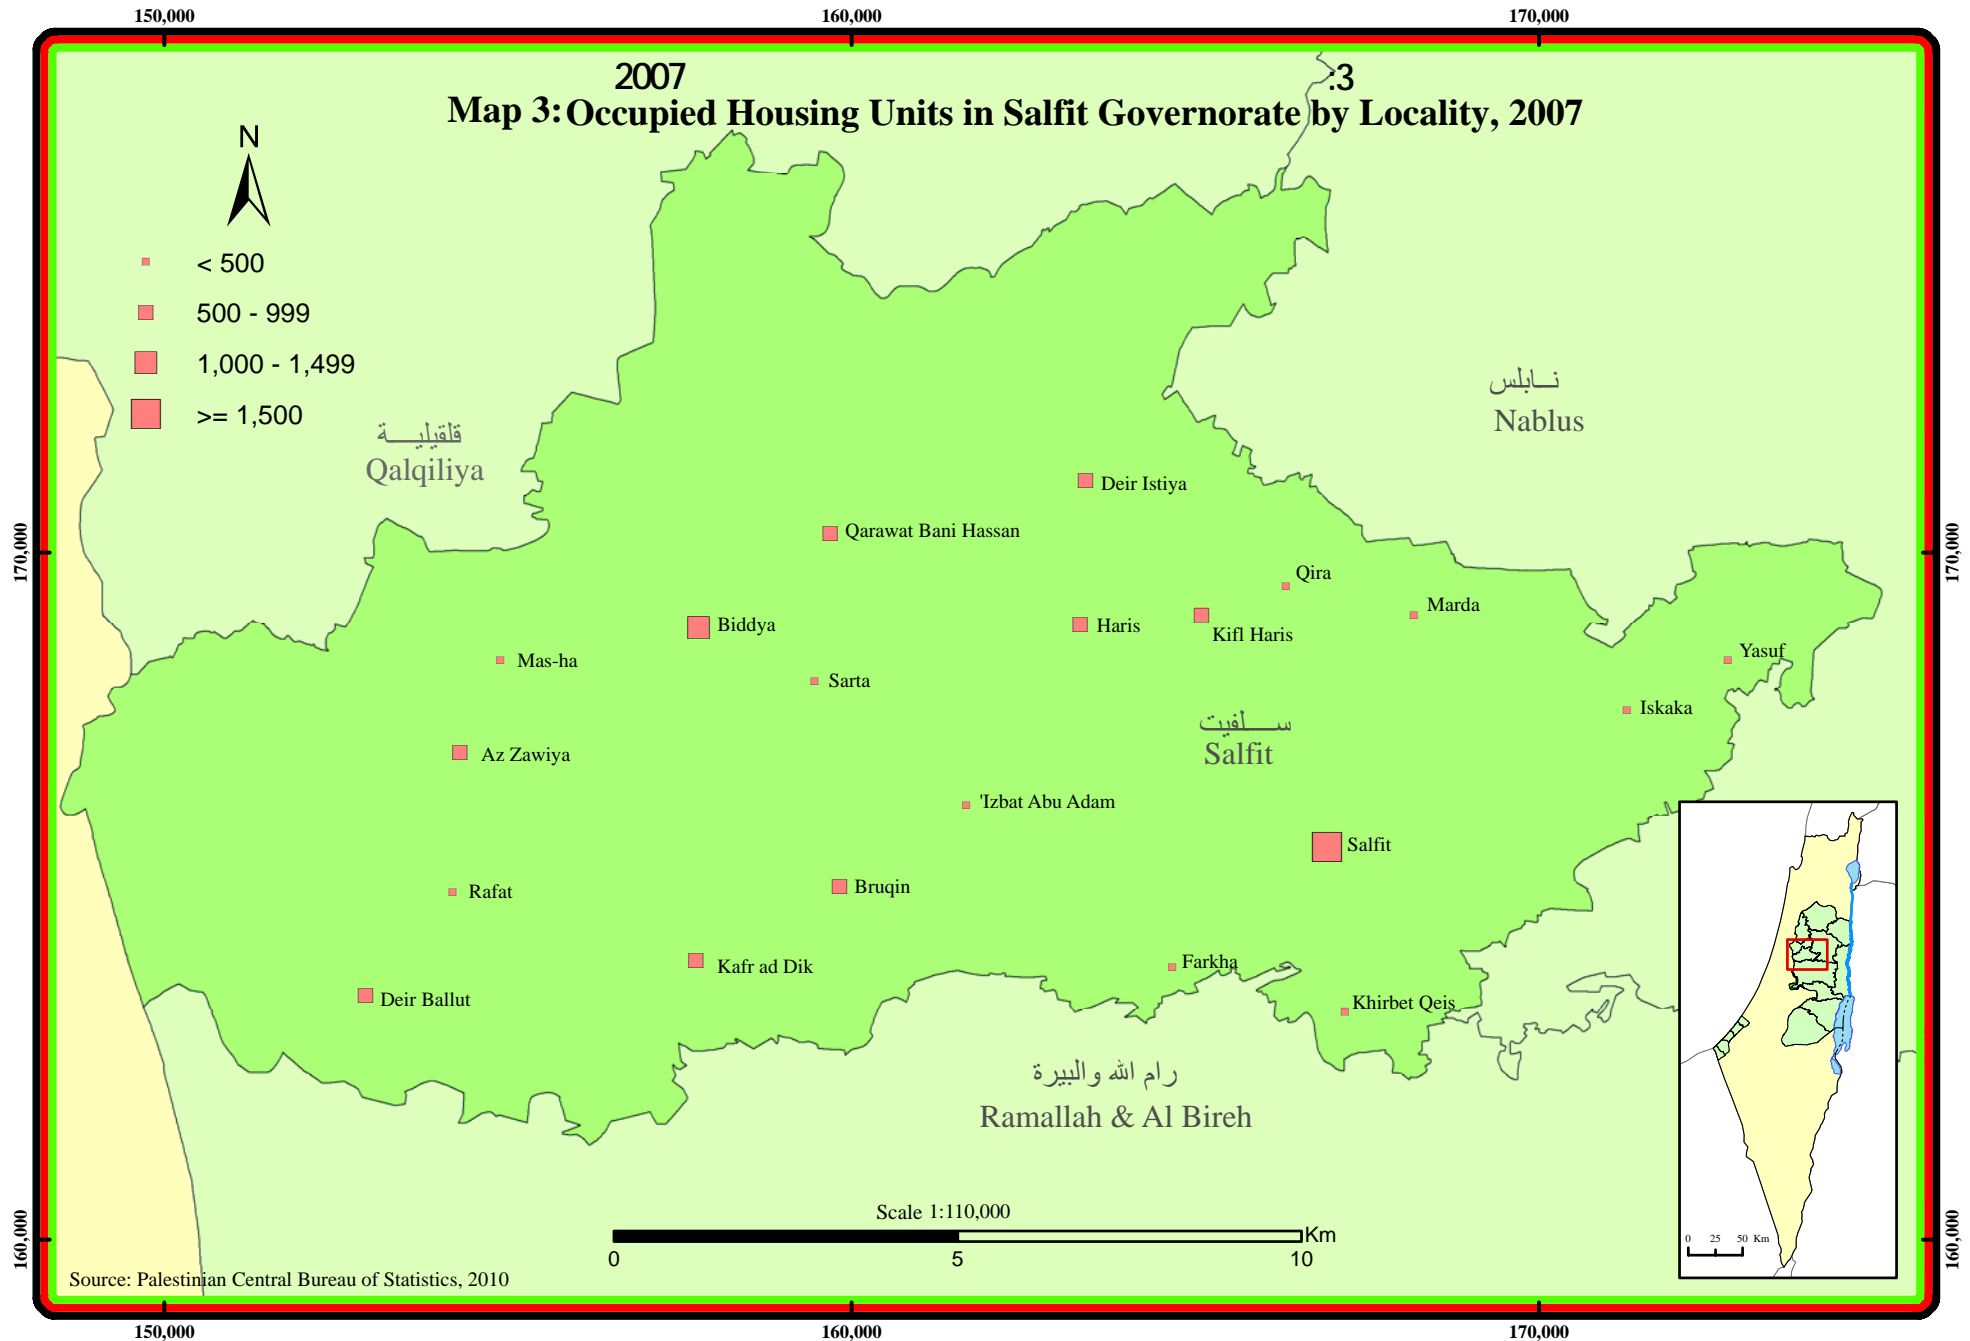 150,000
160,000
170,000
2007 :3
Map 3: Occupied Housing Units in Salfit Governorate by Locality, 2007
N
< 500
500 - 999
1,000 - 1,499
>= 1,500
قلقيليـــة
Qalqiliya
نــابلس
Nablus
Deir Istiya
Qarawat Bani Hassan
170,000
170,000
Qira
Marda
Biddya
Haris
Kifl Haris
Mas-ha
Yasuf
Sarta
Iskaka
ســـلفيت
Salfit
Az Zawiya
'Izbat Abu Adam
Salfit
Rafat
Bruqin
Kafr ad Dik
Farkha
Deir Ballut
Khirbet Qeis
رام الله والبيرة
Ramallah & Al Bireh
Scale 1:110,000
Km
0 5 10
0 25 50 Km
160,000
160,000
Source: Palestinian Central Bureau of Statistics, 2010
150,000
160,000
170,000